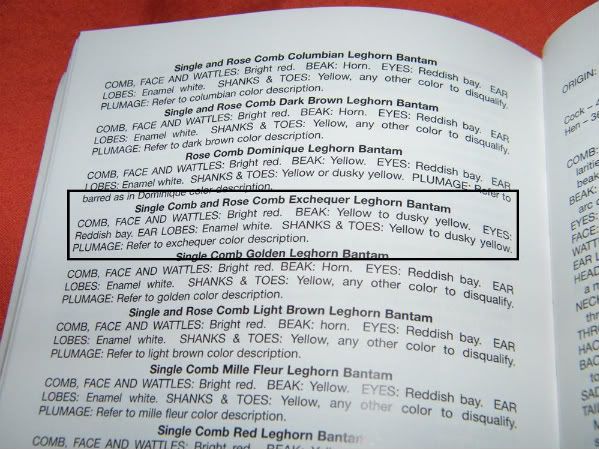 Single and Rose Comb Columbian Leghorn Bantam
COMB, FACE AND WATTLES: Bright red. BEAK: Horn. EYES: Reddish bay. EAR
LOBES: Enamel white. SHANKS & TOES: Yellow, any other color to disqualify.
PLUMAGE: Refer to columbian color description.
Single and Rose Comb Dark Brown Leghorn Bantam
COMB, FACE AND WATTLES: Bright red. BEAK: Horn. EYES: Reddish bay. EAR
LOBES: Enamel white. SHANKS & TOES: Yellow, any other color to disqualify.
PLUMAGE: Refer to dark brown color description.
Rose Comb Dominique Leghorn Bantam
COMB, FACE AND WATTLES: Bright red. BEAK: Yellow. EYES: Reddish bay. EAR
LOBES: Enamel white. SHANKS & TOES: Yellow or dusky yellow. PLUMAGE: Refer to
barred as in Dominique color description.
Single Comb and Rose Comb Exchequer Leghorn Bantam
COMB, FACE AND WATTLES: Bright red. BEAK: Yellow to dusky yellow. EYES:
Reddish bay. EAR LOBES: Enamel white. SHANKS & TOES: Yellow to dusky yellow.
PLUMAGE: Refer to exchequer color description.
Single Comb Golden Leghorn Bantam
COMB, FACE AND WATTLES: Bright red. BEAK: Horn. EYES: Reddish bay. EAR
LOBES: Enamel white. SHANKS & TOES: Yellow, any other color to disqualify.
PLUMAGE: Refer to golden color description.
Single and Rose Comb Light Brown Leghorn Bantam
COMB, FACE AND WATTLES: Bright red. BEAK: horn. EYES: Reddish bay. EAR
LOBES: Enamel white. SHANKS & TOES: Yellow, any other color to disqualify.
PLUMAGE: Refer to light brown color description.
Single Comb Mille Fleur Leghorn Bantam
COMB, FACE AND WATTLES: Bright red. BEAK: Yellow. EYES: Reddish bay. EAR
LOBES: Enamel white. SHANKS & TOES: Yellow, any other color to disqualify.
PLUMAGE: Refer to mille fleur color description.
Single Comb Red Leghorn Bantam
COMB, FACE AND WATTLES: Bright red. BEAK: Yellow. EYES: Reddish bay. EAR
ORIGIN:
Cock –
Hen –
COMB: